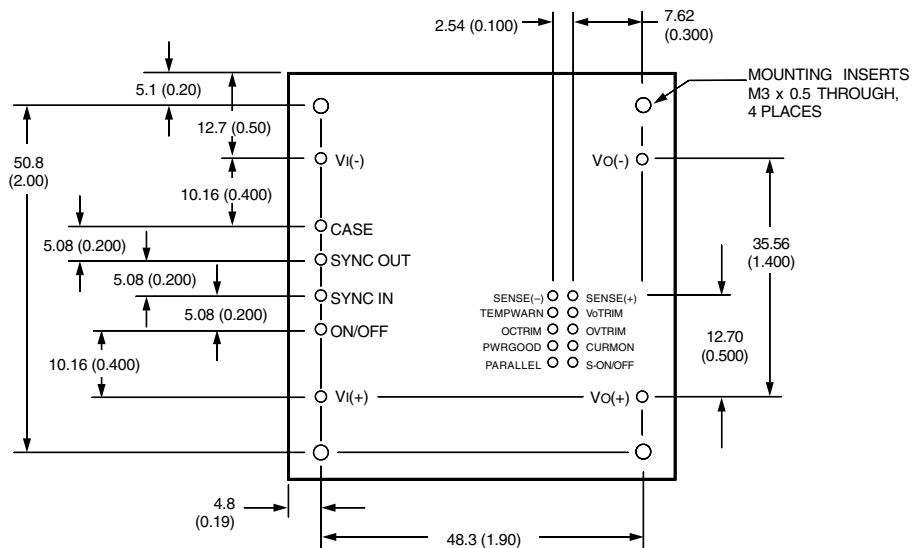 2.54 (0.100)
7.62
(0.300)
5.1 (0.20)
12.7 (0.50)
MOUNTING INSERTS
M3 x 0.5 THROUGH,
4 PLACES
50.8
(2.00)
VI(-)
VO(-)
10.16 (0.400)
CASE
5.08 (0.200)
SYNC OUT
35.56
(1.400)
5.08 (0.200)
SYNC IN
SENSE(–)
SENSE(+)
TEMPWARN
VoTRIM
5.08 (0.200)
ON/OFF
OCTRIM
OVTRIM
12.70
(0.500)
PWRGOOD
CURMON
10.16 (0.400)
PARALLEL
S-ON/OFF
VI(+)
VO(+)
4.8
(0.19)
48.3 (1.90)